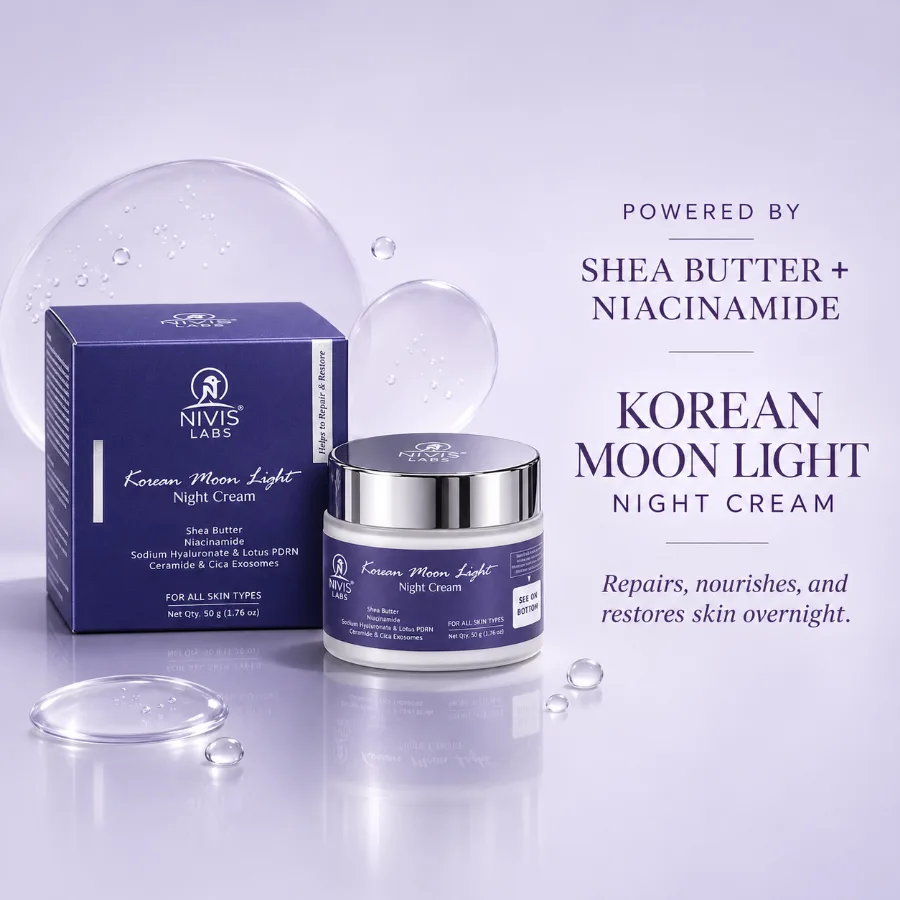 POWERED BY
SHEA BUTTER +
NIACINAMIDE
KOREAN
MOON LIGHT
NIGHT CREAM
Repairs, nourishes, and
restores skin overnight.
NIVIS
LABS
Helps to Repair & Restore
NIVIS®
LABS
Korean Moon Light
Night Cream
Shea Butter
Niacinamide
Sodium Hyaluronate & Lotus PDRN
Ceramide & Cica Exosomes
FOR ALL SKIN TYPES
Net Qty. 50 g (1.76 oz)
NIVIS
LABS
NIVIS
LABS
Korean Moon Light
Night Cream
Shea Butter
Niacinamide
Sodium Hyaluronate & Lotus PDRN
Ceramide & Cica Exosomes
FOR ALL SKIN TYPES
Net Qty. 50 g (1.76 oz)
SEE ON
BOTTOM